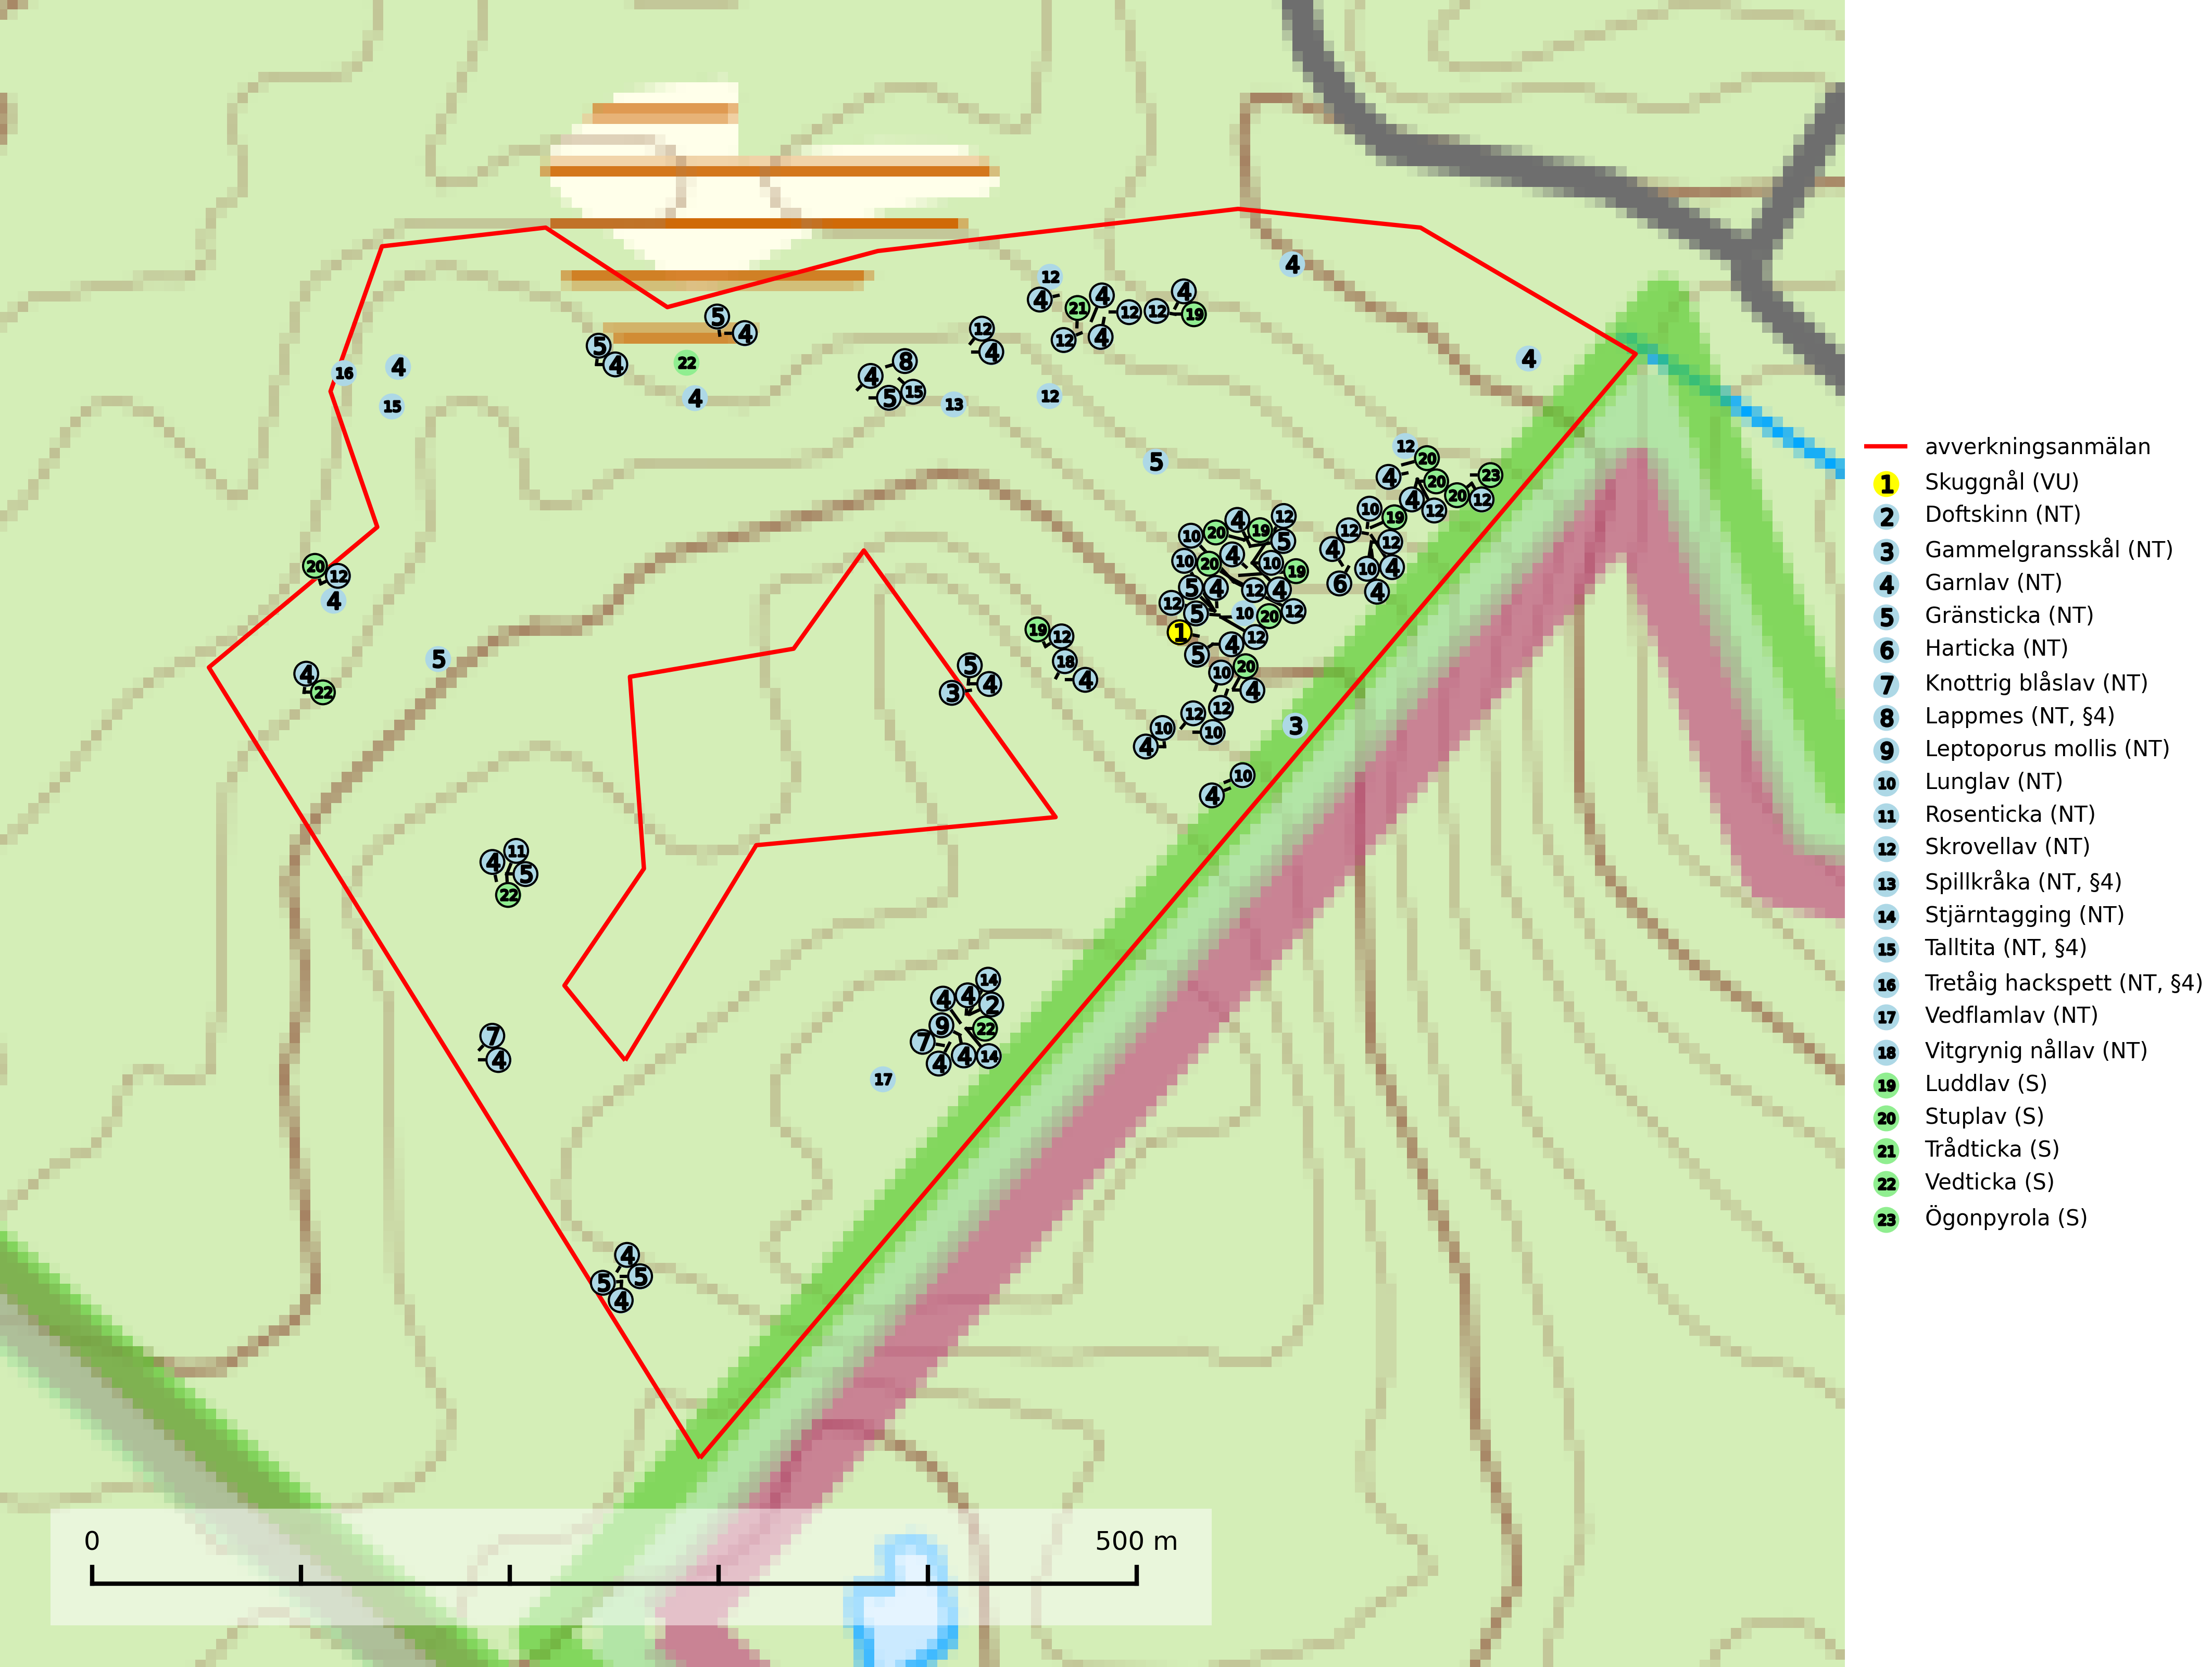 avverkningsanmälan
1 Skuggnål (VU)
2 Doftskinn (NT)
3 Gammelgransskål (NT)
4 Garnlav (NT)
5 Gränsticka (NT)
6 Harticka (NT)
7 Knottrig blåslav (NT)
8 Lappmes (NT, §4)
9 Leptoporus mollis (NT)
10 Lunglav (NT)
11 Rosenticka (NT)
12 Skrovellav (NT)
13 Spillkråka (NT, §4)
14 Stjärntagging (NT)
15 Talltita (NT, §4)
16 Tretåig hackspett (NT, §4)
17 Vedflamlav (NT)
18 Vitgrynig nållav (NT)
19 Luddlav (S)
20 Stuplav (S)
21 Trådticka (S)
22 Vedticka (S)
23 Ögonpyrola (S)
0 500 m